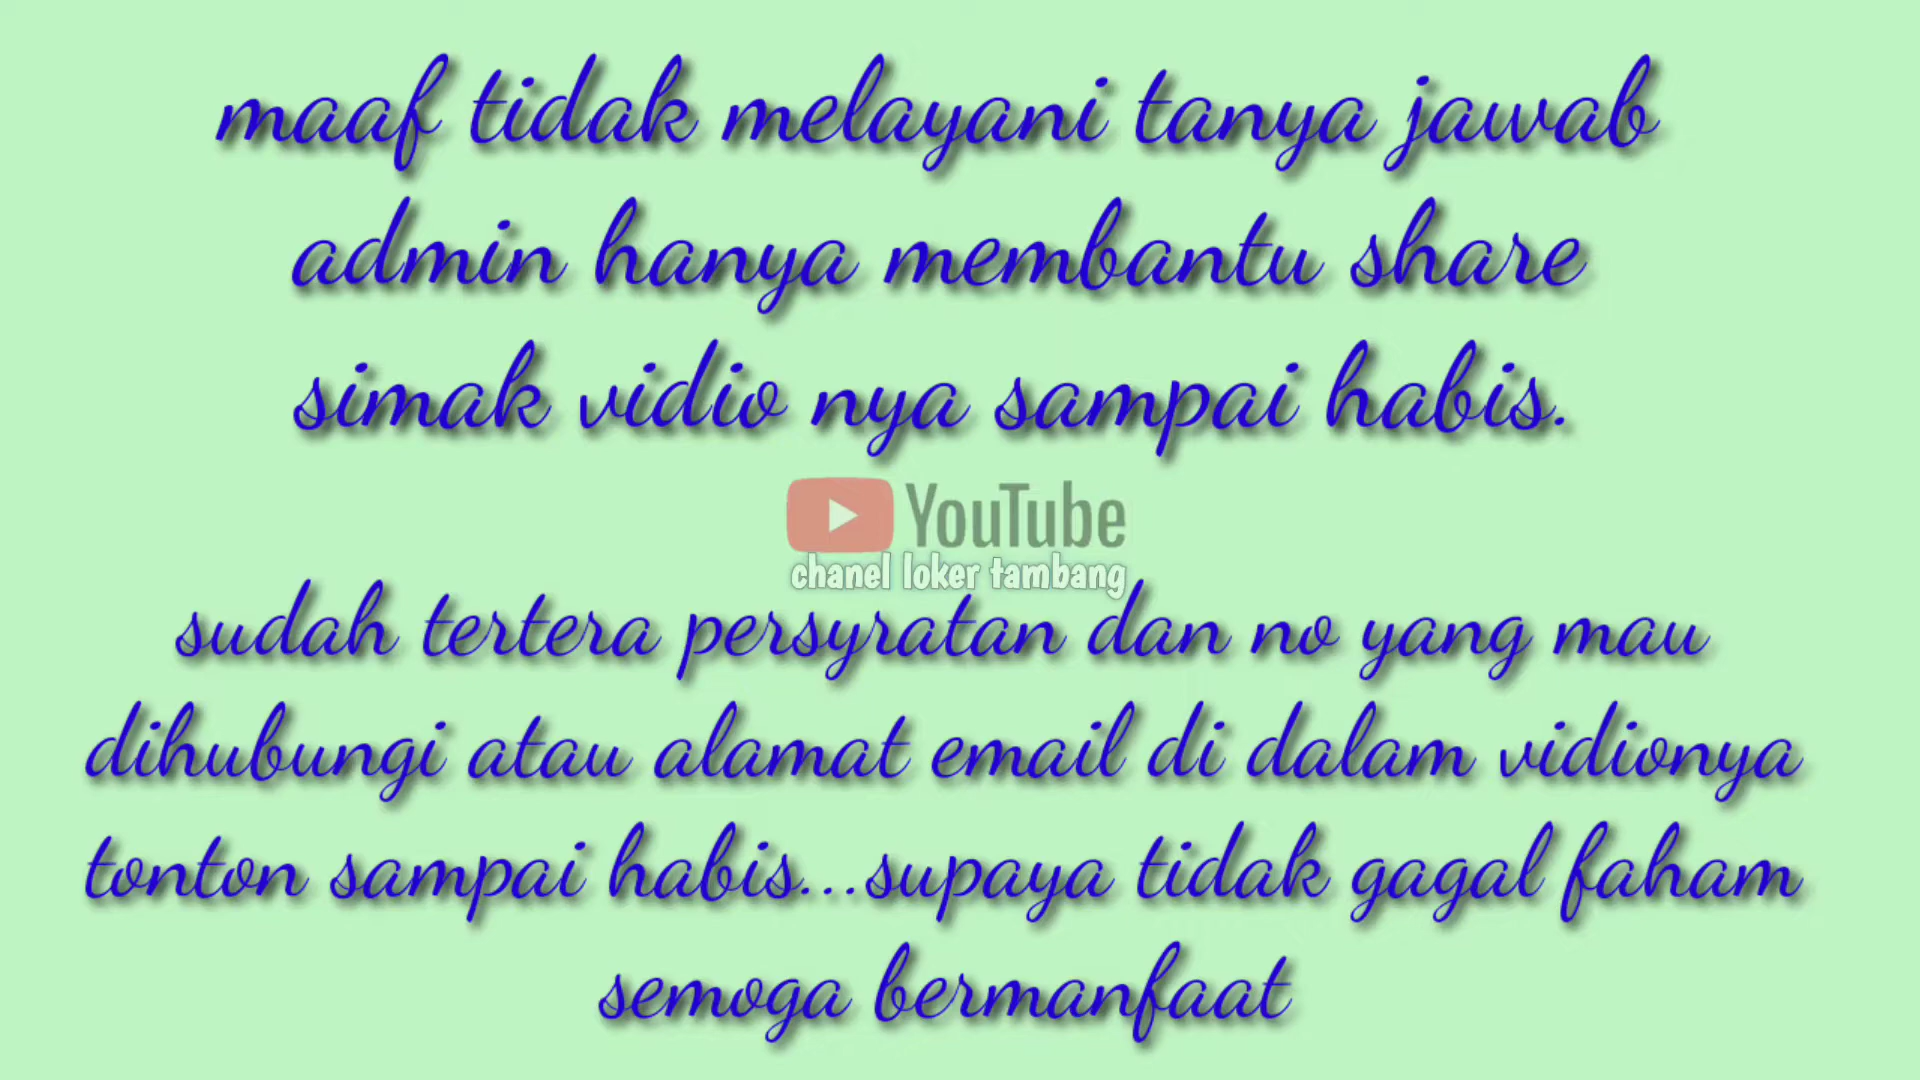 maaf tidak melayani tanya jawab
admin hanya membantu share
simak vidio nya sampai habis.
YouTube
chanel loker tambang
sudah tertera persyratan dan no yang mau
dihubungi atau alamat email di dalam vidionya
tonton sampai habis...supaya tidak gagal faham
semoga bermanfaat